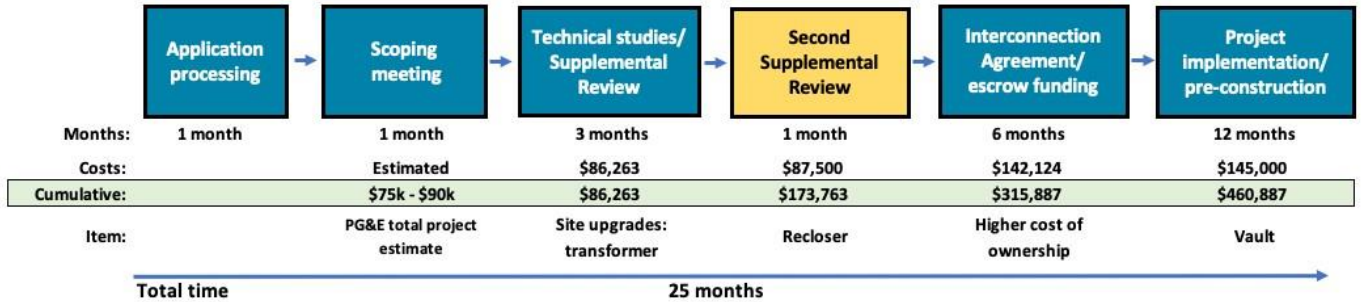 Application
processing
Scoping
meeting
Technical studies/
Supplemental
Review
Second
Supplemental
Review
Interconnection
Agreement/
escrow funding
Project
implementation/
pre-construction
Months: 1 month 1 month 3 months 1 month 6 months 12 months
Costs: Estimated $86,263 $87,500 $142,124 $145,000
Cumulative: $75k - $90k $86,263 $173,763 $315,887 $460,887
Item:
PG&E total project
estimate
Site upgrades:
transformer
Recloser
Higher cost of
ownership
Vault
Total time 25 months